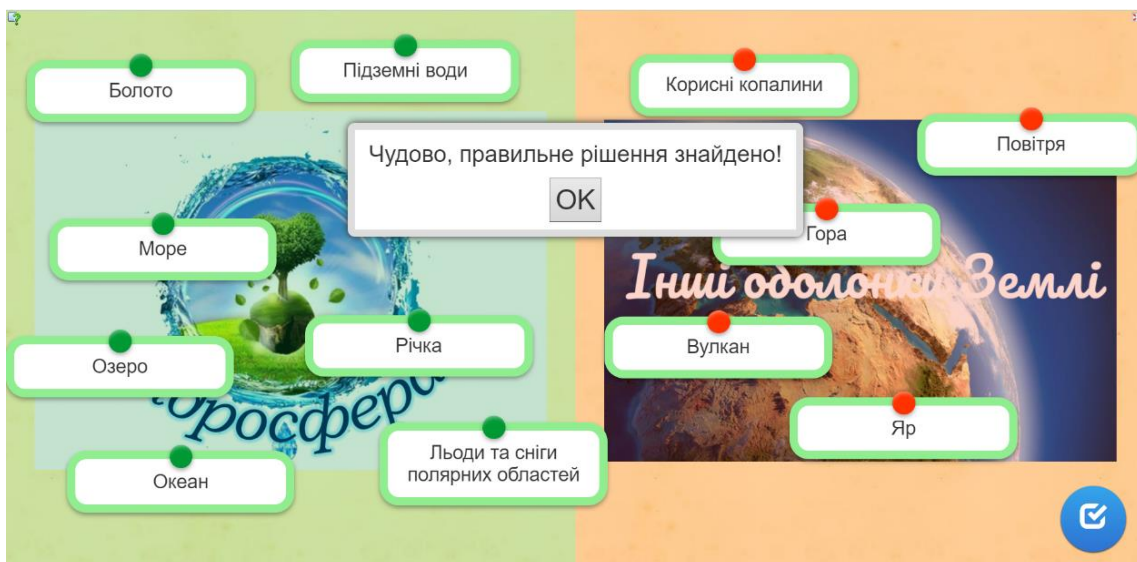 Болото
Підземні води
Корисні копалини
Повітря
Чудово, правильне рішення знайдено!
OK
Море
Гора
Інші оболонки Землі
Озеро
Річка
Вулкан
Яр
Океан
Льоди та сніги
полярних областей